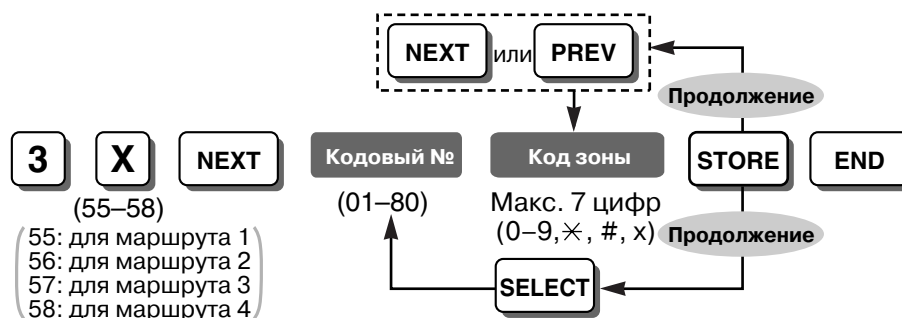 NEXT или PREV
Продолжение
3 X NEXT Кодовый № Код зоны STORE END
(55–58) (01–80) Макс. 7 цифр
(0–9,✳, #, x) Продолжение
55: для маршрута 1
56: для маршрута 2
57: для маршрута 3
58: для маршрута 4
SELECT